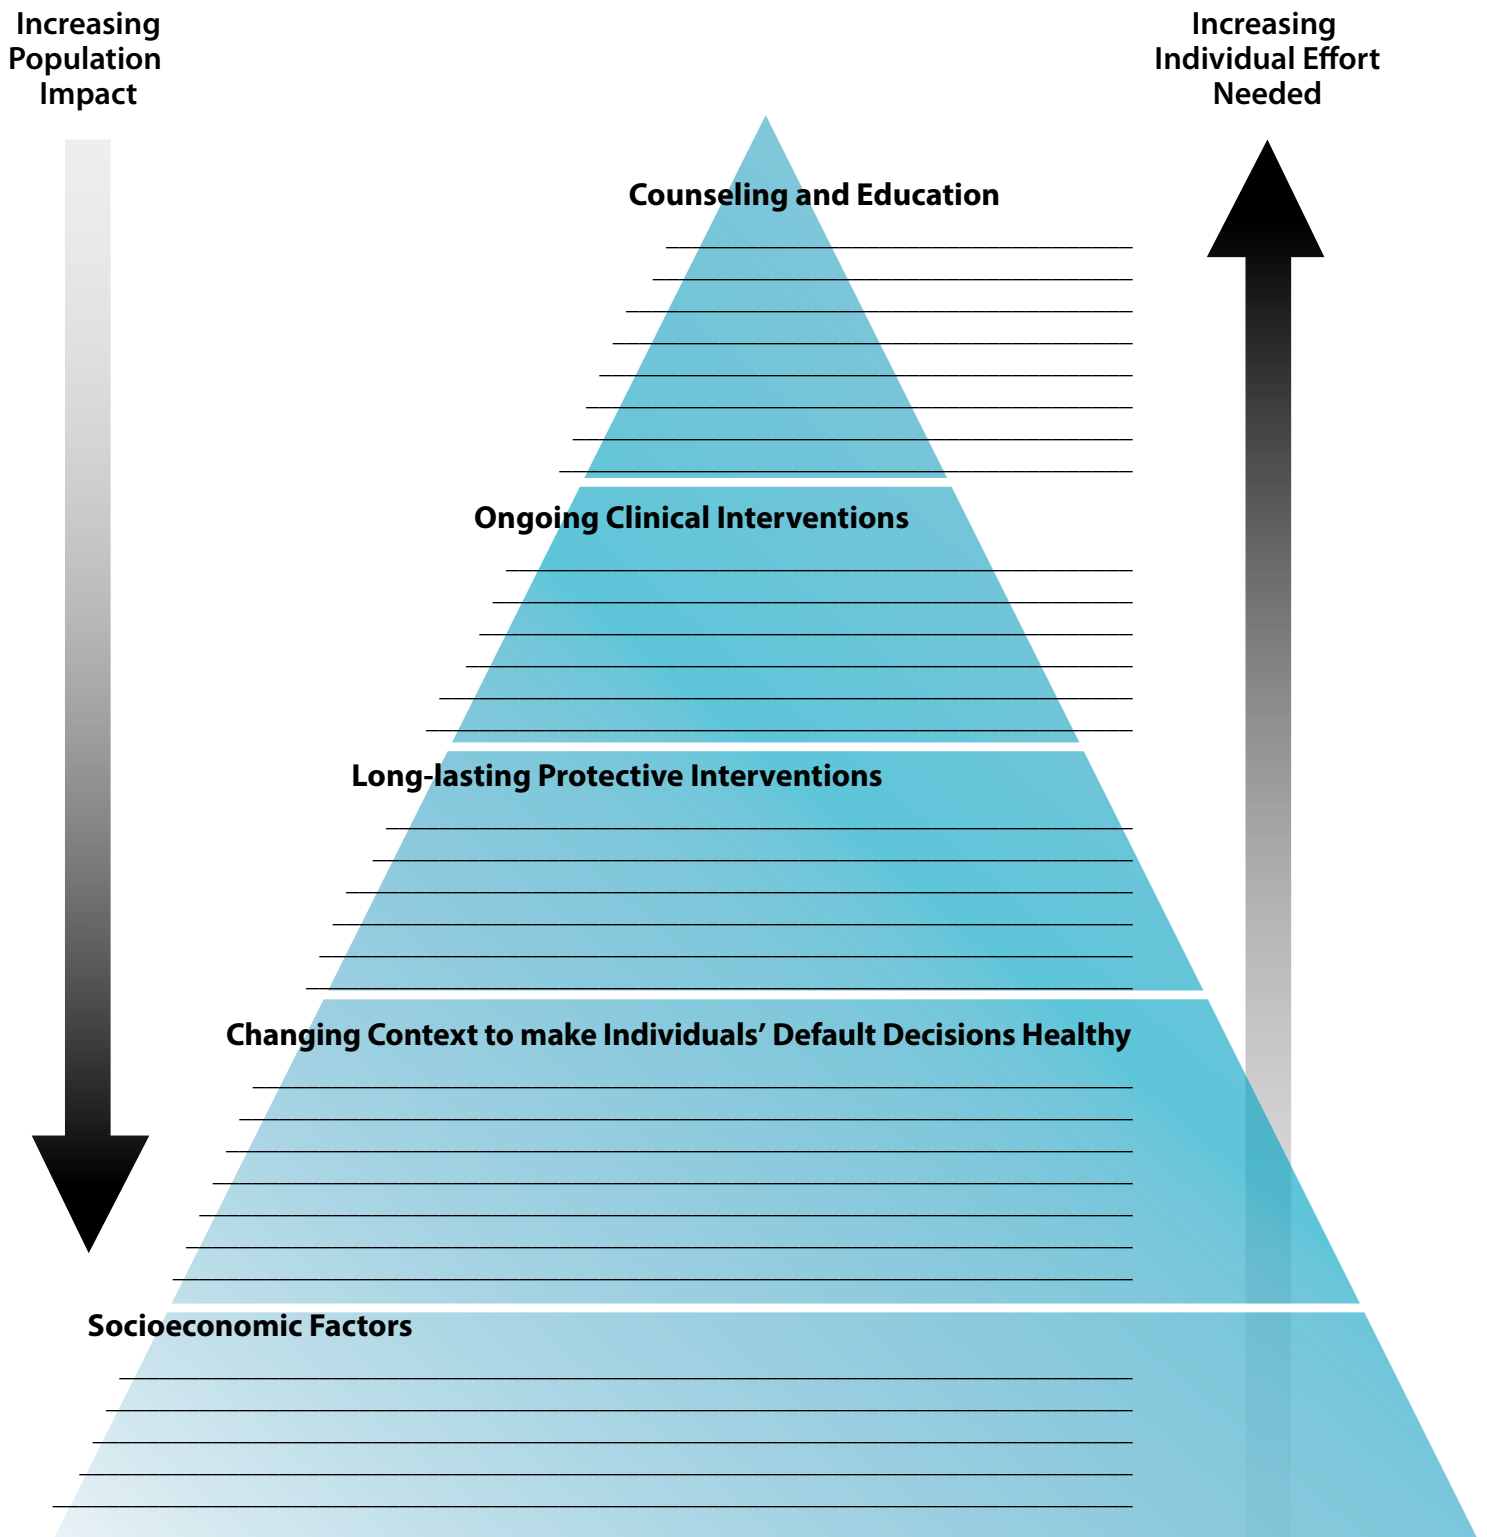 Increasing
Population
Impact
Increasing
Individual Effort
Needed
Counseling and Education
Ongoing Clinical Interventions
Long-lasting Protective Interventions
Changing Context to make Individuals’ Default Decisions Healthy
Socioeconomic Factors